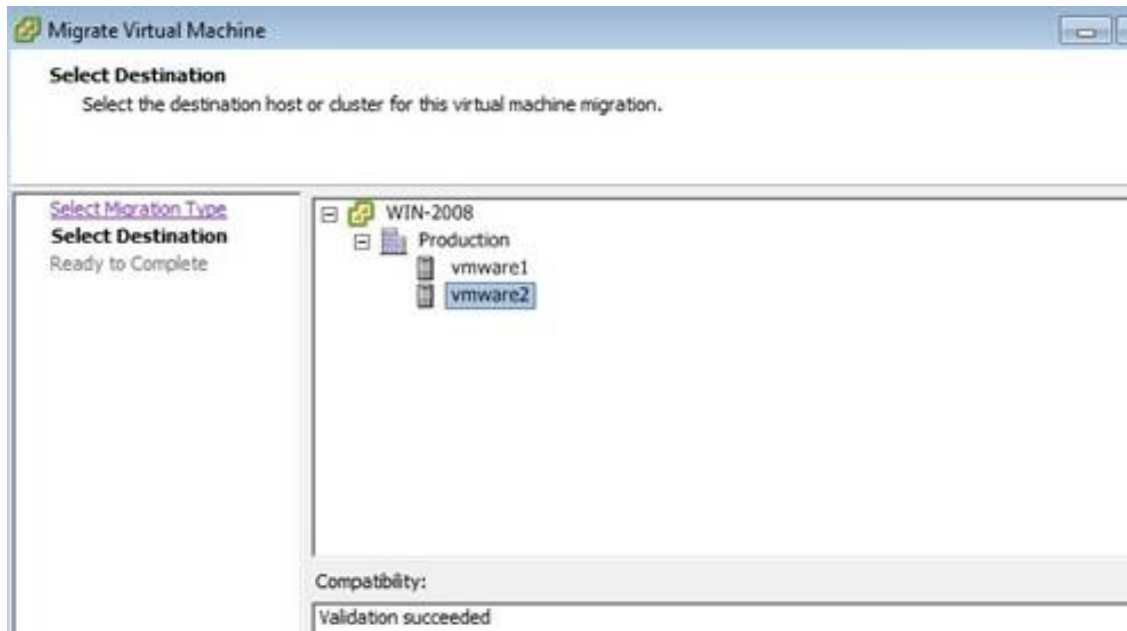 Migrate Virtual Machine
Select Destination
Select the destination host or cluster for this virtual machine migration.
Select Migration Type
Select Destination
Ready to Complete
WIN-2008
Production
vmware1
vmware2
Compatibility:
Validation succeeded